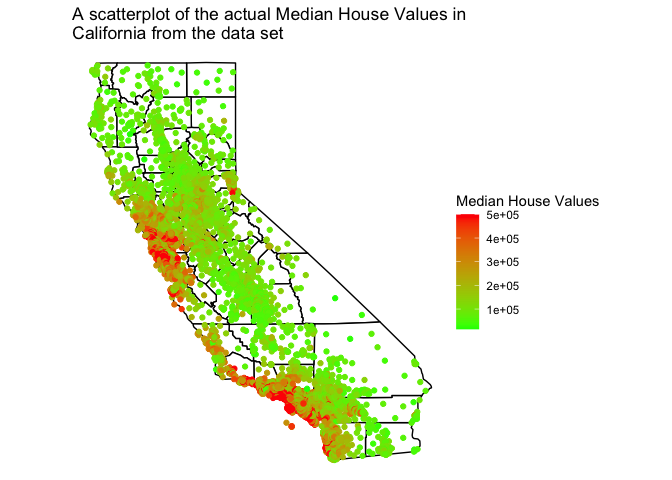 A scatterplot of the actual Median House Values in
California from the data set
Median House Values
5e+05
4e+05
3e+05
2e+05
1e+05